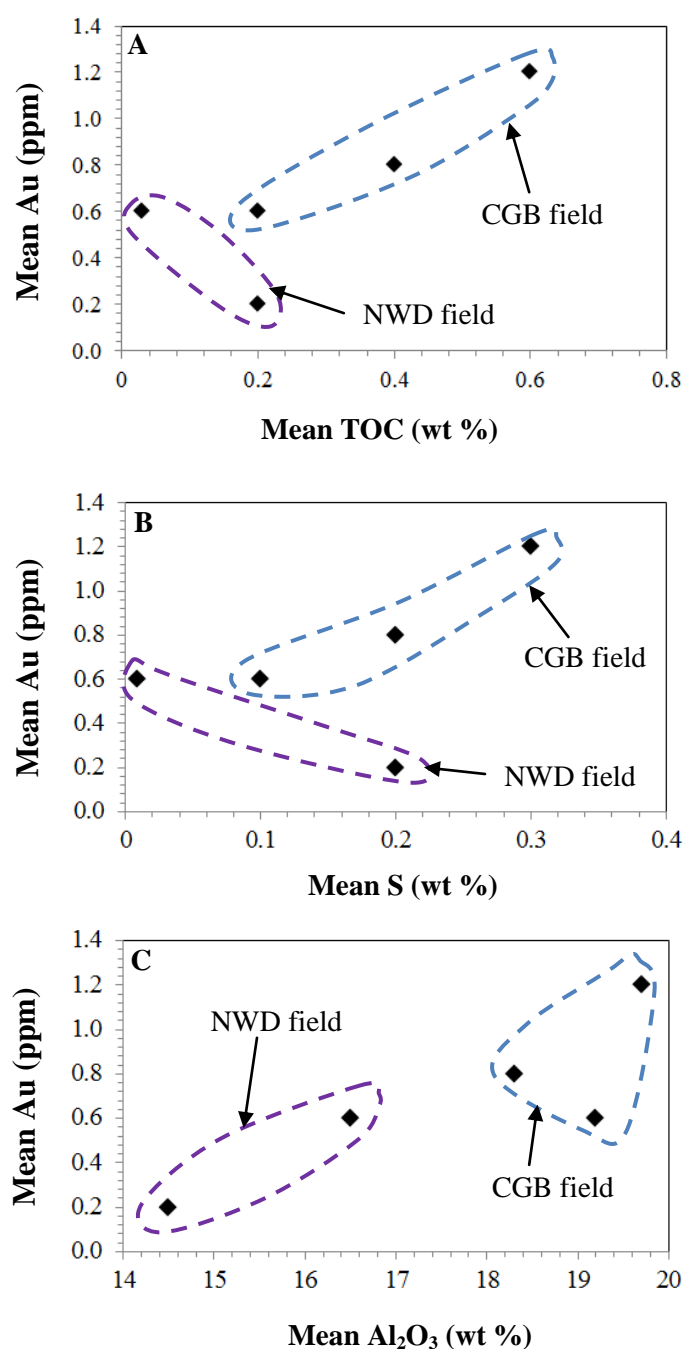 A
1.4
1.2
1.0
0.8
0.6
0.4
0.2
0.0
Mean Au (ppm)
CGB field
NWD field
0 0.2 0.4 0.6 0.8
Mean TOC (wt %)
B
1.4
1.2
1.0
0.8
0.6
0.4
0.2
0.0
Mean Au (ppm)
CGB field
NWD field
0 0.1 0.2 0.3 0.4
Mean S (wt %)
C
1.4
1.2
1.0
0.8
0.6
0.4
0.2
0.0
Mean Au (ppm)
NWD field
CGB field
14 15 16 17 18 19 20
Mean Al₂O₃ (wt %)